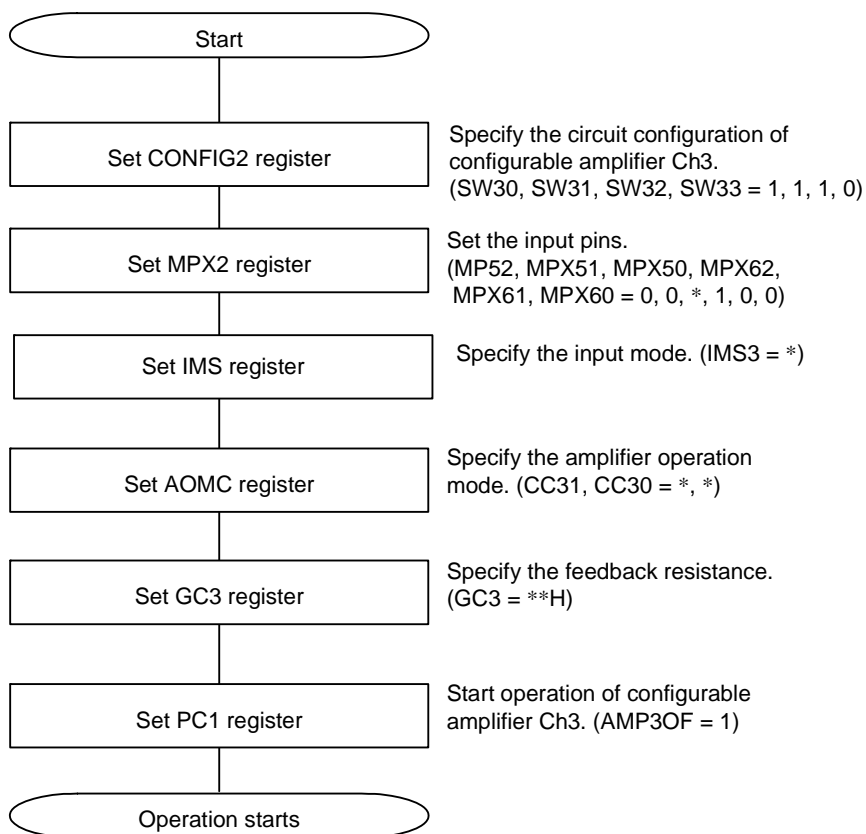 Start
Set CONFIG2 register
Specify the circuit configuration of
configurable amplifier Ch3.
(SW30, SW31, SW32, SW33 = 1, 1, 1, 0)
Set MPX2 register
Set the input pins.
(MP52, MPX51, MPX50, MPX62,
MPX61, MPX60 = 0, 0, *, 1, 0, 0)
Set IMS register
Specify the input mode. (IMS3 = *)
Set AOMC register
Specify the amplifier operation
mode. (CC31, CC30 = *, *)
Set GC3 register
Specify the feedback resistance.
(GC3 = **H)
Set PC1 register
Start operation of configurable
amplifier Ch3. (AMP3OF = 1)
Operation starts